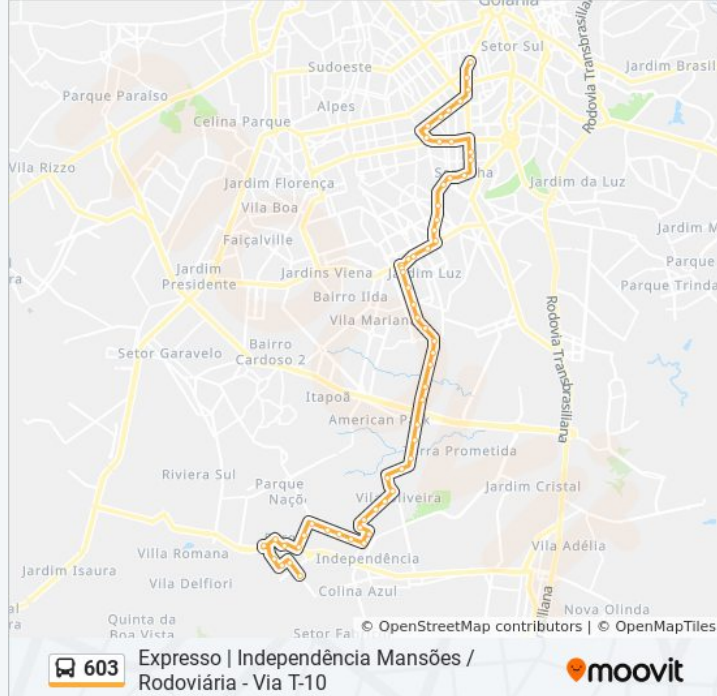 Goiânia
Setor Sul
Rodovia Transbrasiliana
Sudoeste
Jardim Brasil
Parque Paraíso
Alpes
Celina Parque
Vila Rizzo
Jardim Florença
Jardim da Luz
Vila Boa
Faiçalville
Jardim M
Jardim
Presidente
Jardins Viena
Jardim Luz
Parque
Parque Trinda
Bairro Ilda
Vila Mariana
Rodovia Transbrasiliana
Setor Garavelo
Bairro
Cardoso 2
Itapoã
American Park
Serra Prometida
Riviera Sul
Parque
Naçõe
Vila Oliveira
Jardim Cristal
Villa Romana
Independência
Vila Adélia
Jardim Isaura
Vila Delfiori
Colina Azul
Quinta da
Boa Vista
Nova Olinda
© OpenStreetMap contributors | © OpenMapTiles
603
Expresso | Independência Mansões /
Rodoviária - Via T-10
moovit